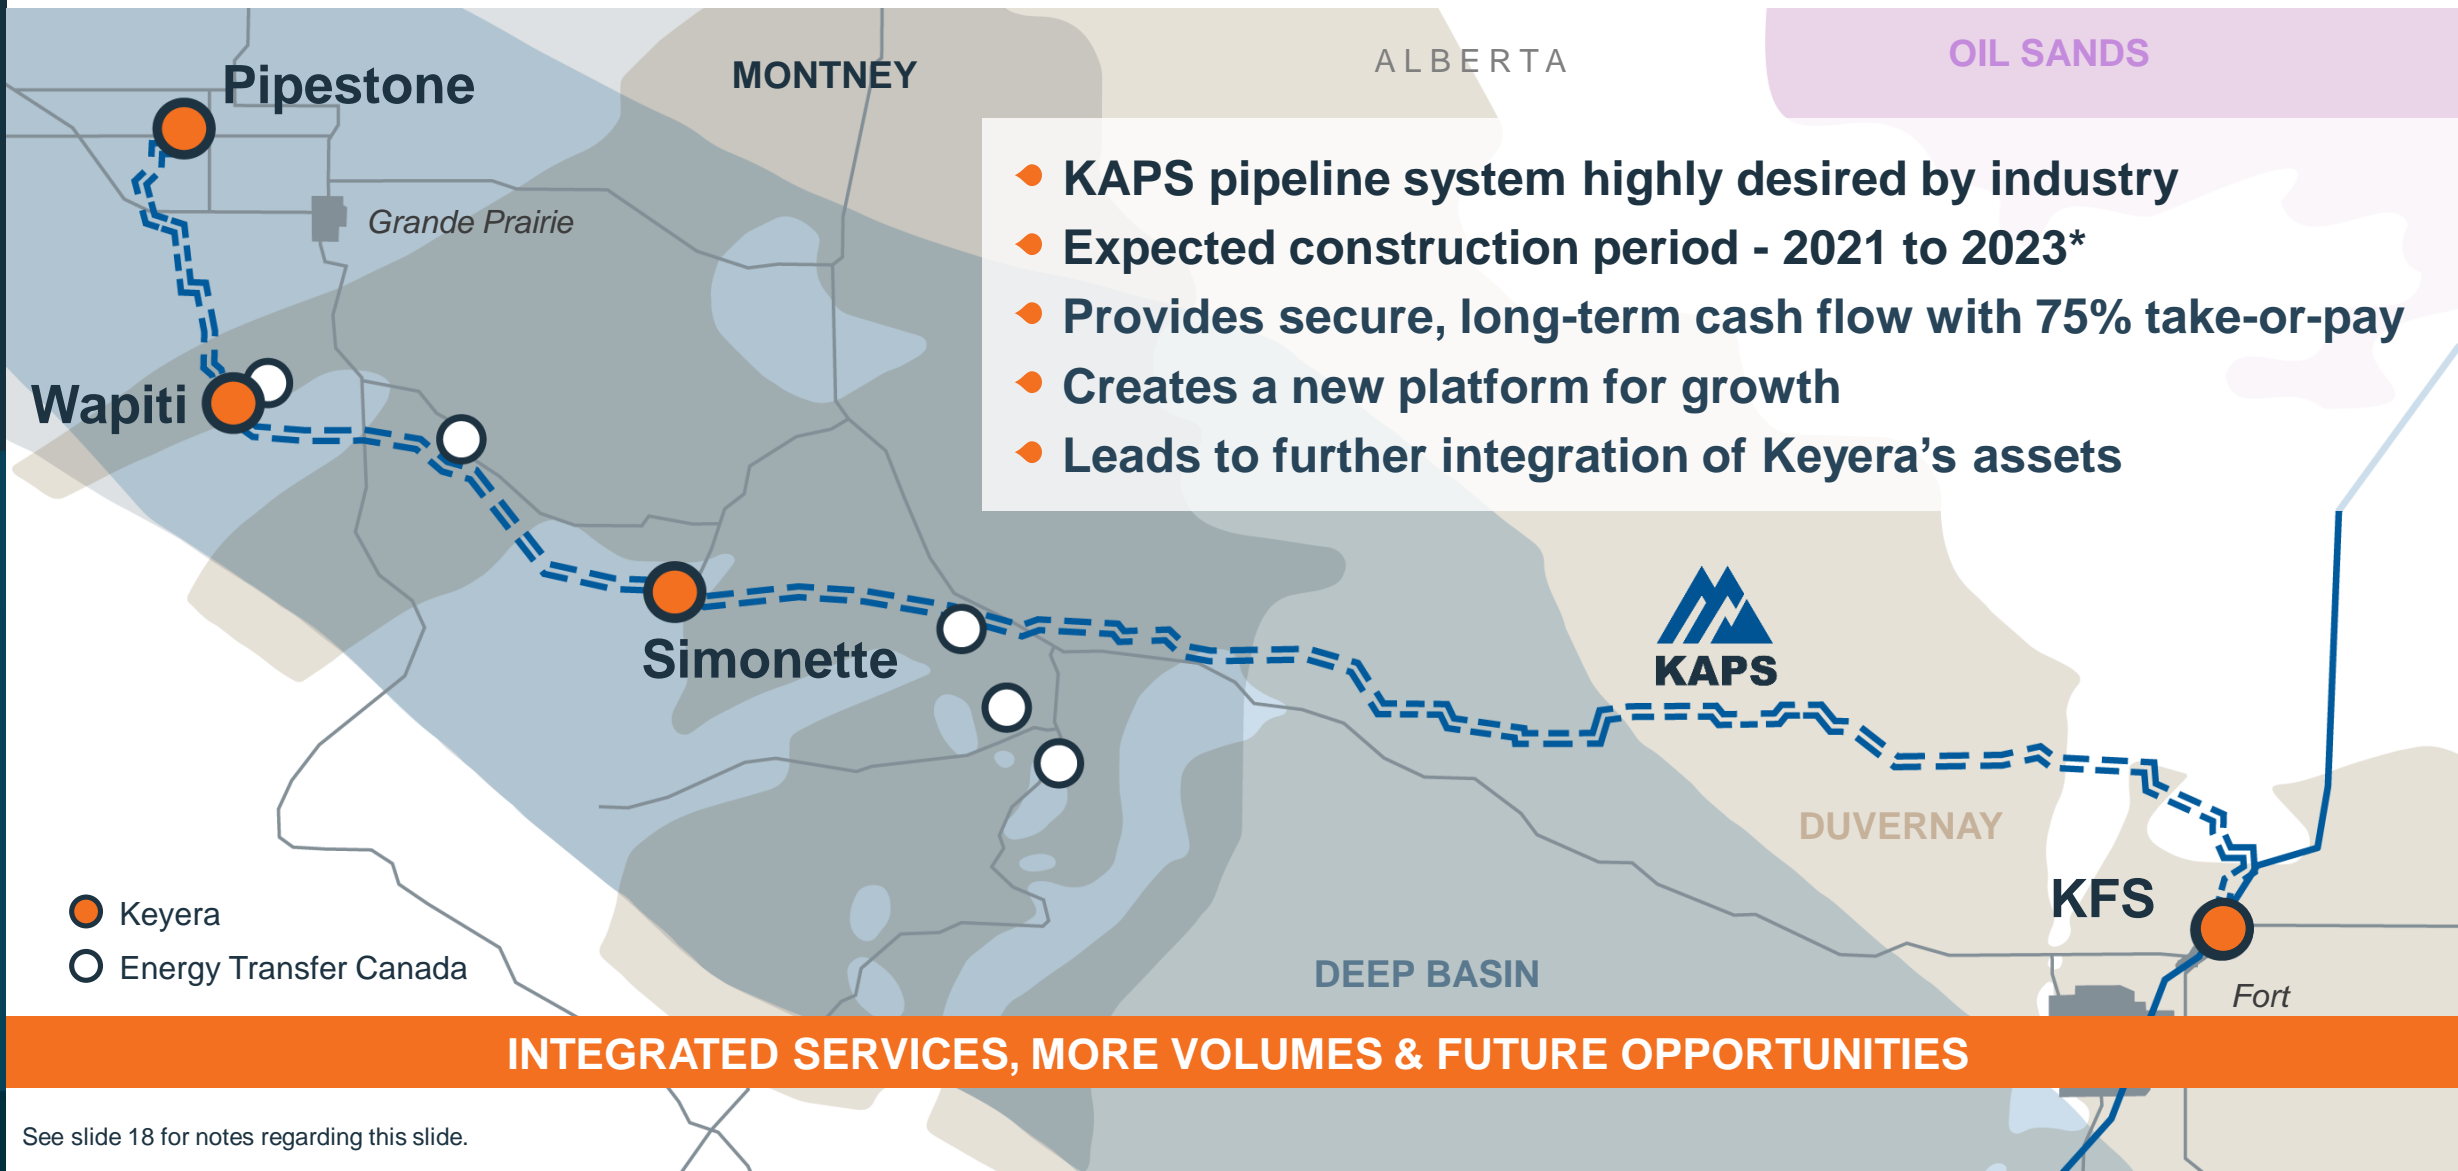 ALBERTA
OIL SANDS
MONTNEY
Pipestone
Grande Prairie
KAPS pipeline system highly desired by industry
Expected construction period - 2021 to 2023*
Provides secure, long-term cash flow with 75% take-or-pay
Creates a new platform for growth
Leads to further integration of Keyera’s assets
Wapiti
Simonette
KAPS
DUVERNAY
KFS
Keyera
Energy Transfer Canada
DEEP BASIN
Fort
INTEGRATED SERVICES, MORE VOLUMES & FUTURE OPPORTUNITIES
See slide 18 for notes regarding this slide.